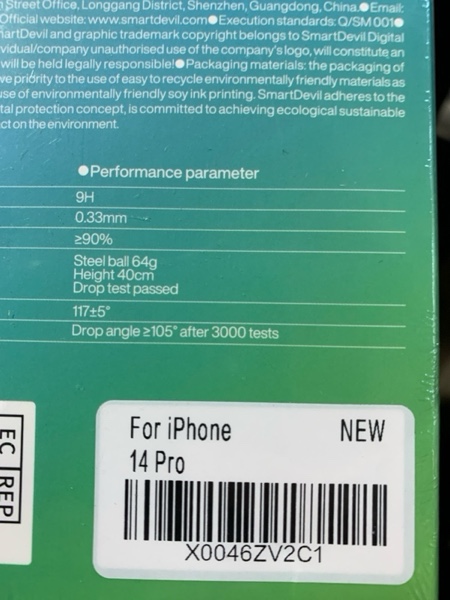 Street Office, Longgang District, Shenzhen, Guangdong, China.●Email:
Official website: www.smartdevil.com●Execution standards: Q/SM 001●
artDevil and graphic trademark copyright belongs to SmartDevil Digital
vidual/company unauthorised use of the company's logo, will constitute an
will be held legally responsible!●Packaging materials: the packaging of
ve priority to the use of easy to recycle environmentally friendly materials as
use of environmentally friendly soy ink printing. SmartDevil adheres to the
tal protection concept, is committed to achieving ecological sustainable
ct on the environment.
●Performance parameter
9H
0.33mm
≥90%
Steel ball 64g
Height 40cm
Drop test passed
117±5°
Drop angle ≥105° after 3000 tests
EC REP
For iPhone NEW
14 Pro
X0046ZV2C1